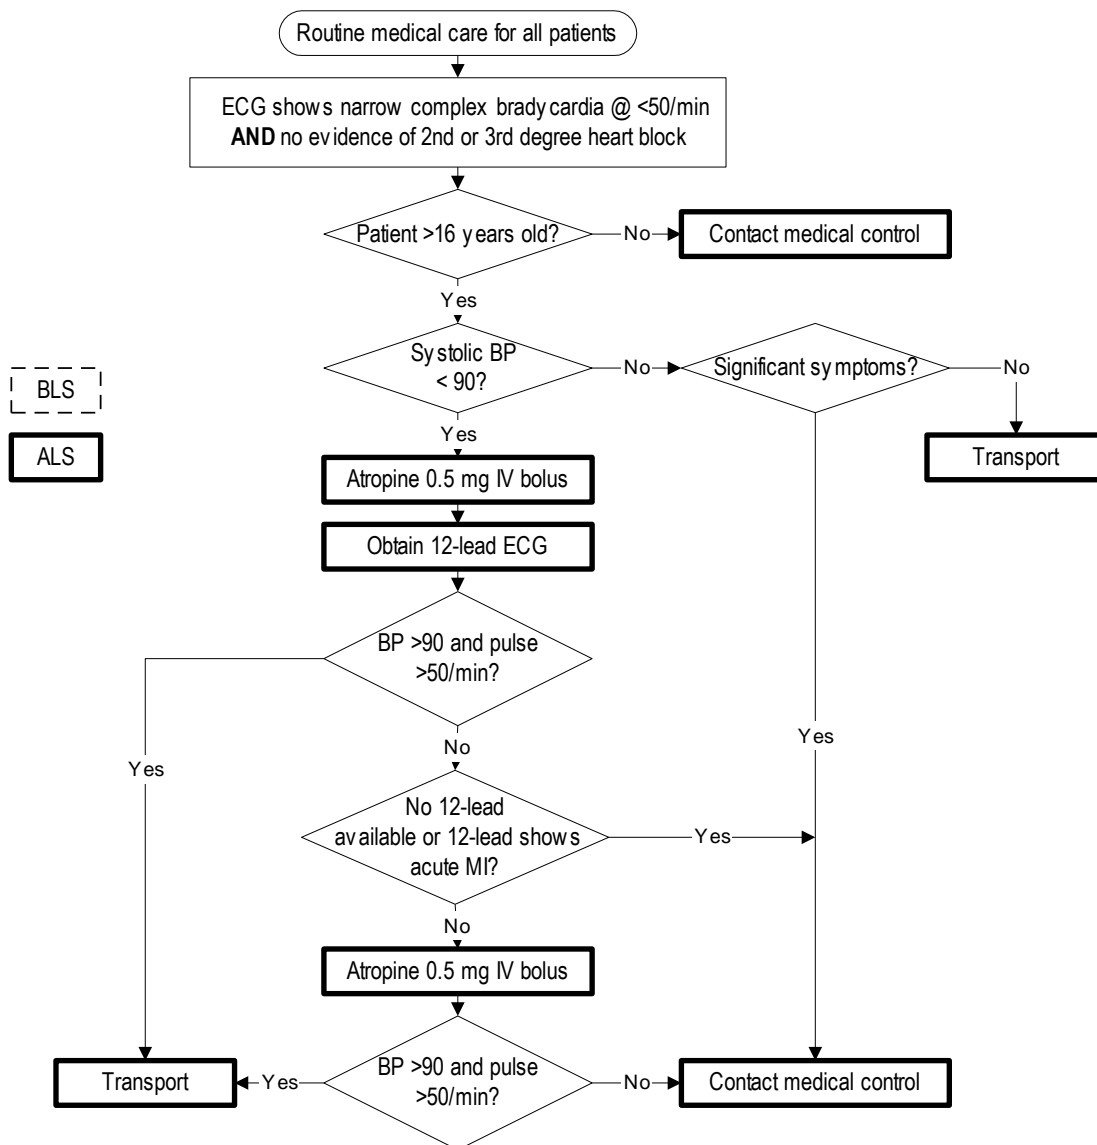 Routine medical care for all patients
ECG shows narrow complex bradycardia @ <50/min
AND no evidence of 2nd or 3rd degree heart block
Patient >16 years old?
No
Contact medical control
Yes
Systolic BP
< 90?
No
Significant symptoms?
No
BLS
Yes
ALS
Atropine 0.5 mg IV bolus
Transport
Obtain 12-lead ECG
BP >90 and pulse
>50/min?
Yes
No
Yes
No 12-lead
available or 12-lead shows
acute MI?
Yes
No
Atropine 0.5 mg IV bolus
BP >90 and pulse
>50/min?
Transport
Yes
No
Contact medical control